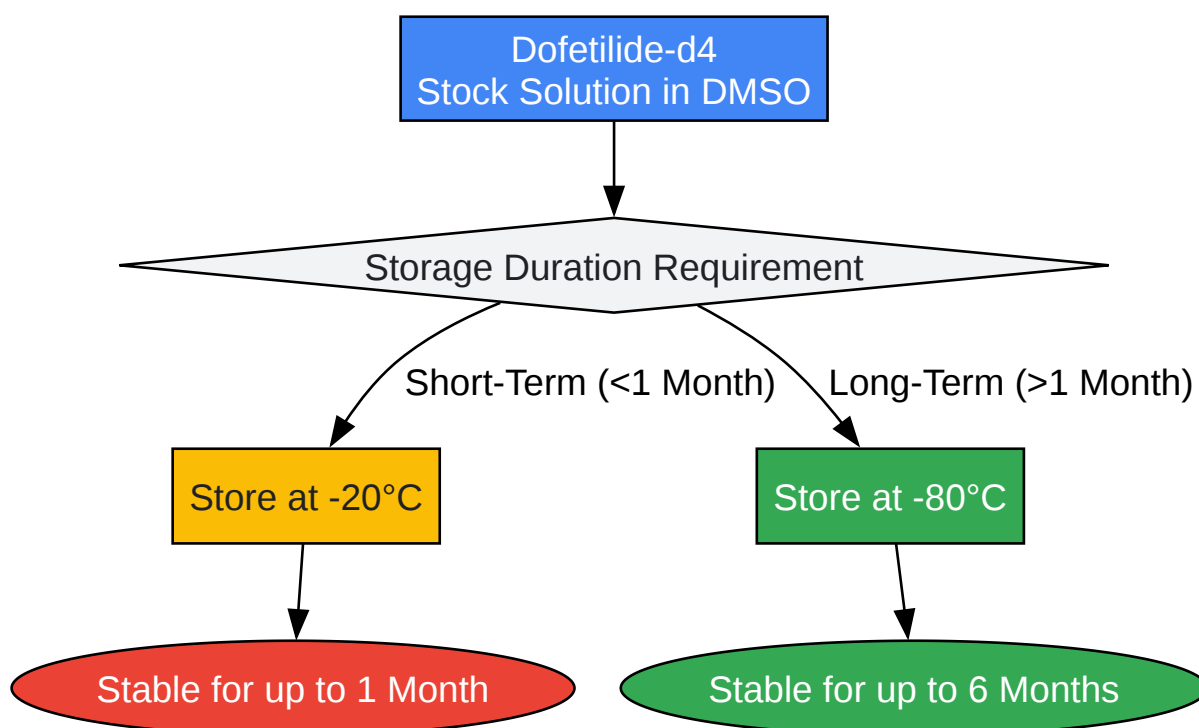 Dofetilide-d4
Stock Solution in DMSO
Storage Duration Requirement
Short-Term (<1 Month)
Long-Term (>1 Month)
Store at -20°C
Store at -80°C
Stable for up to 1 Month
Stable for up to 6 Months